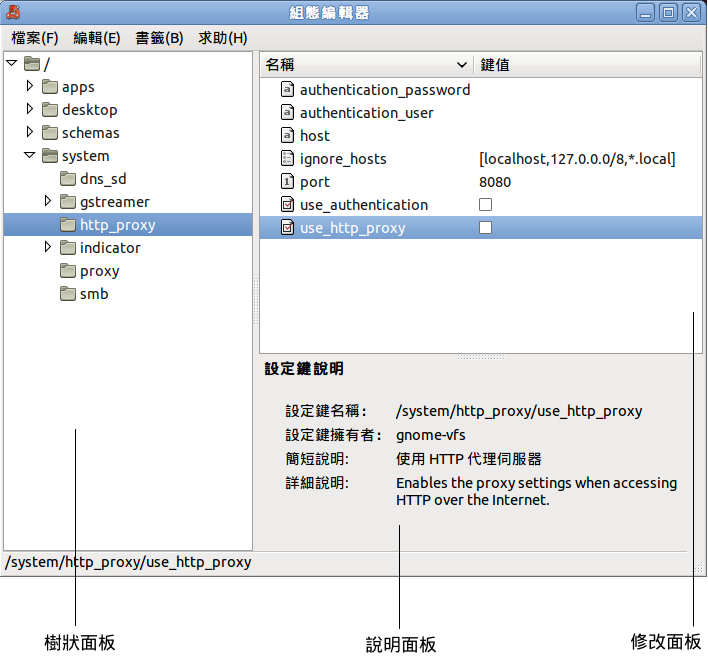 組態編輯器
檔案(F) 編輯(E) 書籤(B) 求助(H)
/
apps
desktop
schemas
system
dns_sd
gstreamer
http_proxy
indicator
proxy
smb
名稱 鍵值
authentication_password
authentication_user
host
ignore_hosts [localhost,127.0.0.0/8,*.local]
port 8080
use_authentication
use_http_proxy
設定鍵說明
設定鍵名稱： /system/http_proxy/use_http_proxy
設定鍵擁有者： gnome-vfs
簡短說明: 使用 HTTP 代理伺服器
詳細說明: Enables the proxy settings when accessing
HTTP over the Internet.
/system/http_proxy/use_http_proxy
樹狀面板 說明面板 修改面板